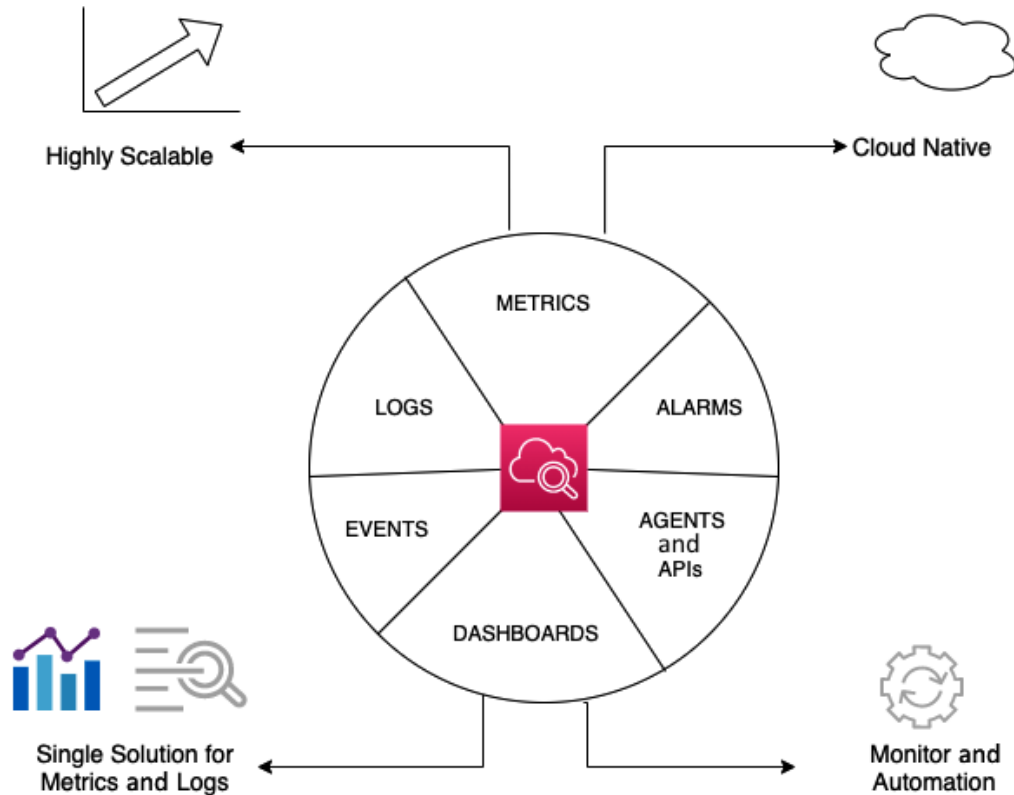 Highly Scalable
Cloud Native
METRICS
LOGS
ALARMS
EVENTS
AGENTS
and
APIs
DASHBOARDS
Single Solution for
Metrics and Logs
Monitor and
Automation